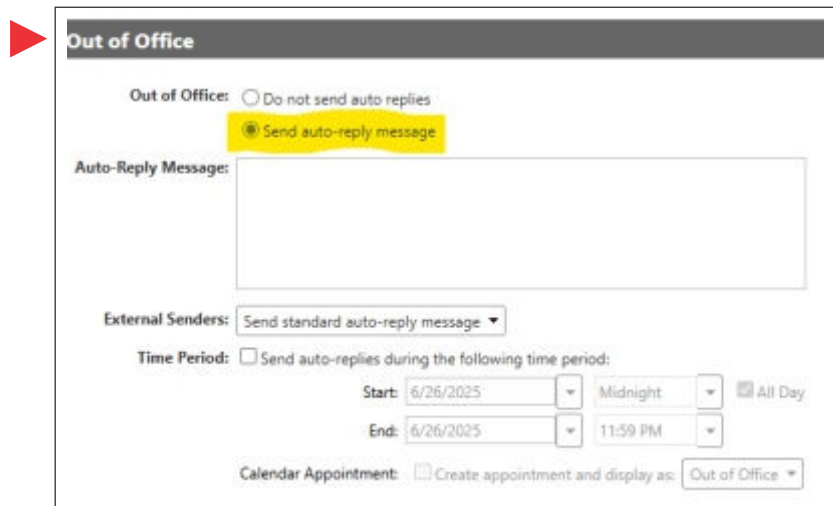 Out of Office
Out of Office: Do not send auto replies
Send auto-reply message
Auto-Reply Message:
External Senders: Send standard auto-reply message
Time Period: Send auto-replies during the following time period:
Start: 6/26/2025 Midnight All Day
End: 6/26/2025 11:59 PM
Calendar Appointment: Create appointment and display as: Out of Office